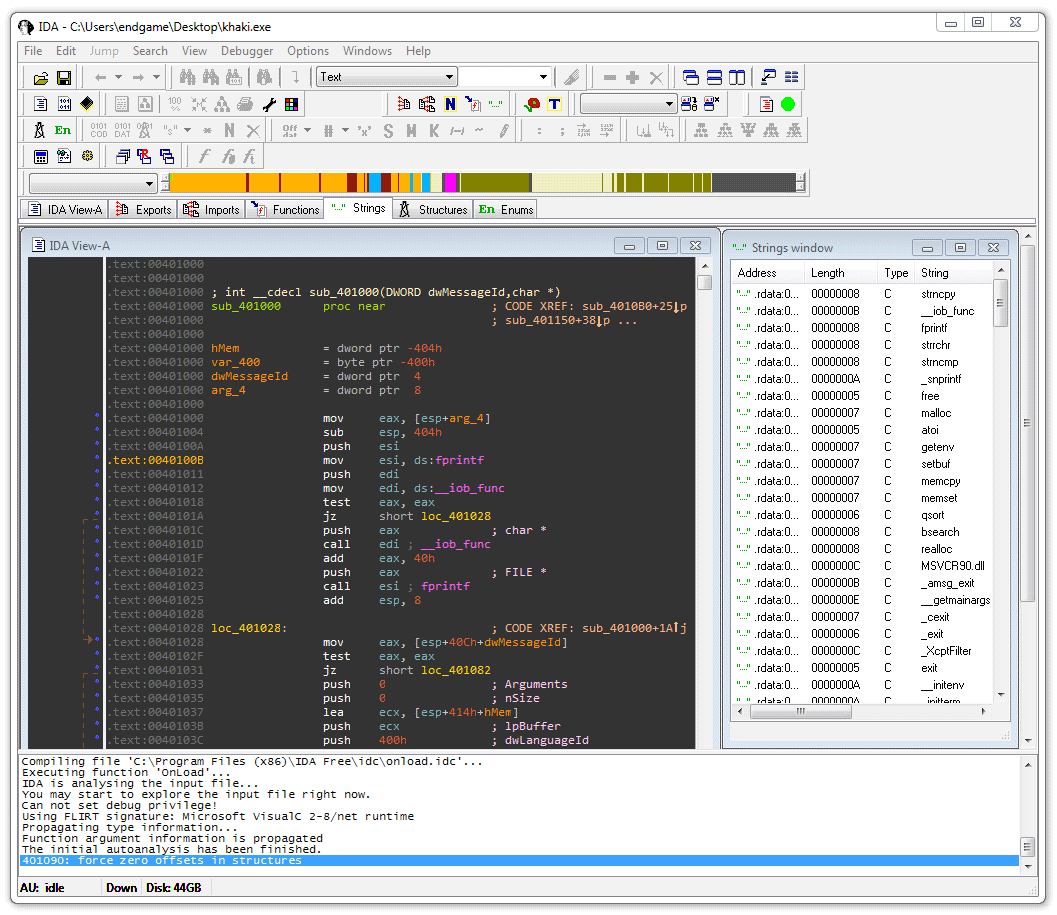 IDA - C:\Users\endgame\Desktop\khaki.exe
File Edit Jump Search View Debugger Options Windows Help
Text
En
IDA View-A Exports Imports Functions Strings Structures En Enums
IDA View-A
.text:00401000
.text:00401000
.text:00401000 ; int __cdecl sub_401000(DWORD dwMessageId,char *)
.text:00401000 sub_401000 proc near ; CODE XREF: sub_4010B0+25↓p
.text:00401000 ; sub_401150+38↓p ...
.text:00401000
.text:00401000 hMem = dword ptr -404h
.text:00401000 var_400 = byte ptr -400h
.text:00401000 dwMessageId = dword ptr 4
.text:00401000 arg_4 = dword ptr 8
.text:00401000
.text:00401000 mov eax, [esp+arg_4]
.text:00401004 sub esp, 404h
.text:0040100A push esi
.text:0040100B mov esi, ds:fprintf
.text:00401011 push edi
.text:00401012 mov edi, ds:__iob_func
.text:00401018 test eax, eax
.text:0040101A jz short loc_401028
.text:0040101C push eax ; char *
.text:0040101D call edi ; __iob_func
.text:0040101F add eax, 40h
.text:00401022 push eax ; FILE *
.text:00401023 call esi ; fprintf
.text:00401025 add esp, 8
.text:00401028
.text:00401028 loc_401028: ; CODE XREF: sub_401000+1A↑j
.text:00401028 mov eax, [esp+40Ch+dwMessageId]
.text:0040102F test eax, eax
.text:00401031 jz short loc_401082
.text:00401033 push 0 ; Arguments
.text:00401035 push 0 ; nSize
.text:00401037 lea ecx, [esp+414h+hMem]
.text:0040103B push ecx ; lpBuffer
.text:0040103C push 400h ; dwLanguageId
Strings window
Address Length Type String
.rdata:0... 00000008 C strncpy
.rdata:0... 0000000B C __iob_func
.rdata:0... 00000008 C fprintf
.rdata:0... 00000008 C strrchr
.rdata:0... 00000008 C strncmp
.rdata:0... 0000000A C _snprintf
.rdata:0... 00000005 C free
.rdata:0... 00000007 C malloc
.rdata:0... 00000005 C atoi
.rdata:0... 00000007 C getenv
.rdata:0... 00000007 C setbuf
.rdata:0... 00000007 C memcpy
.rdata:0... 00000007 C memset
.rdata:0... 00000006 C qsort
.rdata:0... 00000008 C bsearch
.rdata:0... 00000008 C realloc
.rdata:0... 0000000C C MSVCR90.dll
.rdata:0... 0000000B C _amsg_exit
.rdata:0... 0000000E C __getmainargs
.rdata:0... 00000007 C _cexit
.rdata:0... 00000006 C _exit
.rdata:0... 0000000C C _XcptFilter
.rdata:0... 00000005 C exit
.rdata:0... 0000000A C __initenv
.rdata:0... 0000000A C _initterm
Compiling file 'C:\Program Files (x86)\IDA Free\idc\onload.idc'...
Executing function 'OnLoad'...
IDA is analysing the input file...
You may start to explore the input file right now.
Can not set debug privilege!
Using FLIRT signature: Microsoft VisualC 2-8/net runtime
Propagating type information...
Function argument information is propagated
The initial autoanalysis has been finished.
401090: force zero offsets in structures
AU: idle Down Disk: 44GB